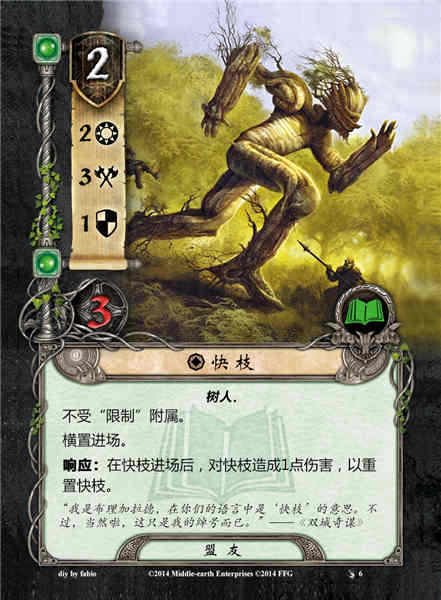 2
2
3
1
3
快枝
树人.
不受“限制”附属。
横置进场。
响应：在快枝进场后，对快枝造成1点伤害，以重
置快枝。
“我是布理加拉德，在你们的语言中是‘快枝’的意思。不
过，当然啦，这只是我的绰号而已。”——《双城奇谋》
盟友
diy by fabio ©2014 Middle-earth Enterprises ©2014 FFG 6